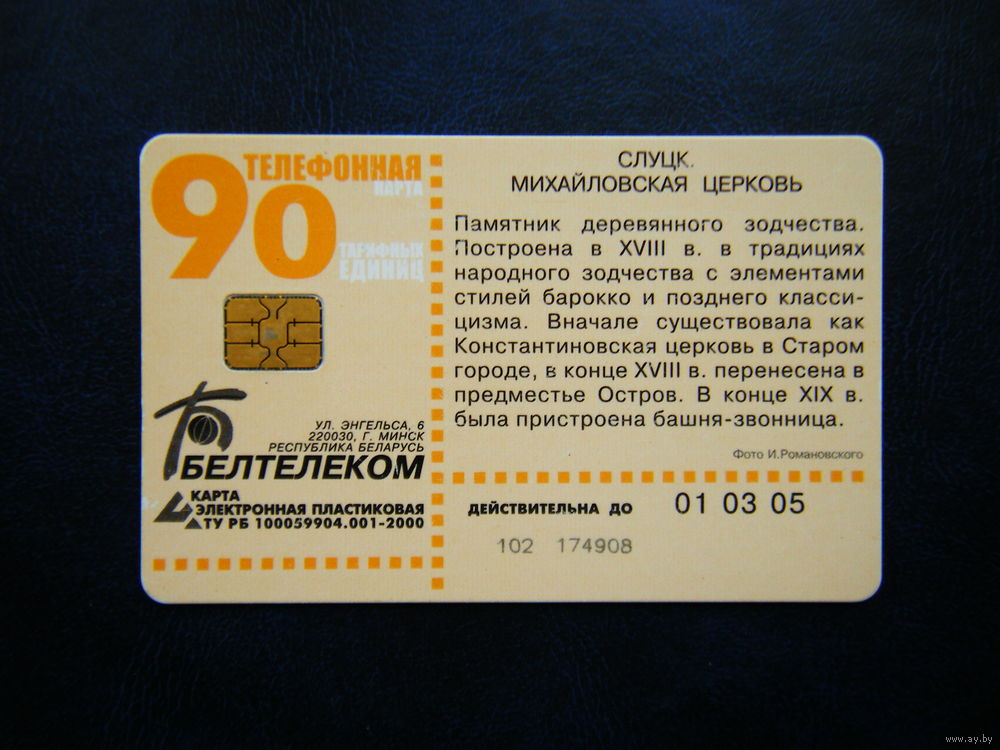 90
ТЕЛЕФОННАЯ
КАРТА
ТАРИФНЫХ
ЕДИНИЦ
УЛ. ЭНГЕЛЬСА, 6
220030, Г. МИНСК
РЕСПУБЛИКА БЕЛАРУСЬ
БЕЛТЕЛЕКОМ
КАРТА
ЭЛЕКТРОННАЯ ПЛАСТИКОВАЯ
ТУ РБ 100059904.001-2000
СЛУЦК.
МИХАЙЛОВСКАЯ ЦЕРКОВЬ
Памятник деревянного зодчества.
Построена в XVIII в. в традициях
народного зодчества с элементами
стилей барокко и позднего класси-
цизма. Вначале существовала как
Константиновская церковь в Старом
городе, в конце XVIII в. перенесена в
предместье Остров. В конце XIX в.
была пристроена башня-звонница.
Фото И.Романовского
ДЕЙСТВИТЕЛЬНА ДО 01 03 05
102 174908
www.ay.by